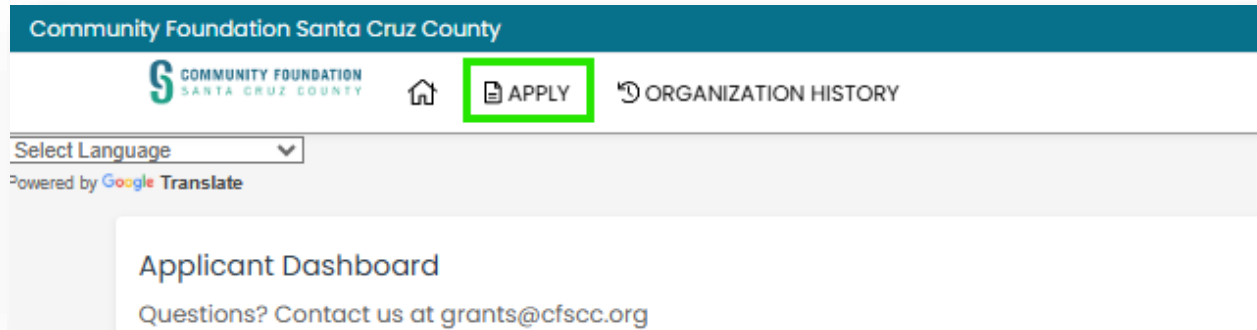 Community Foundation Santa Cruz County
COMMUNITY FOUNDATION
SANTA CRUZ COUNTY
APPLY
ORGANIZATION HISTORY
Select Language
Powered by Google Translate
Applicant Dashboard
Questions? Contact us at grants@cfscc.org